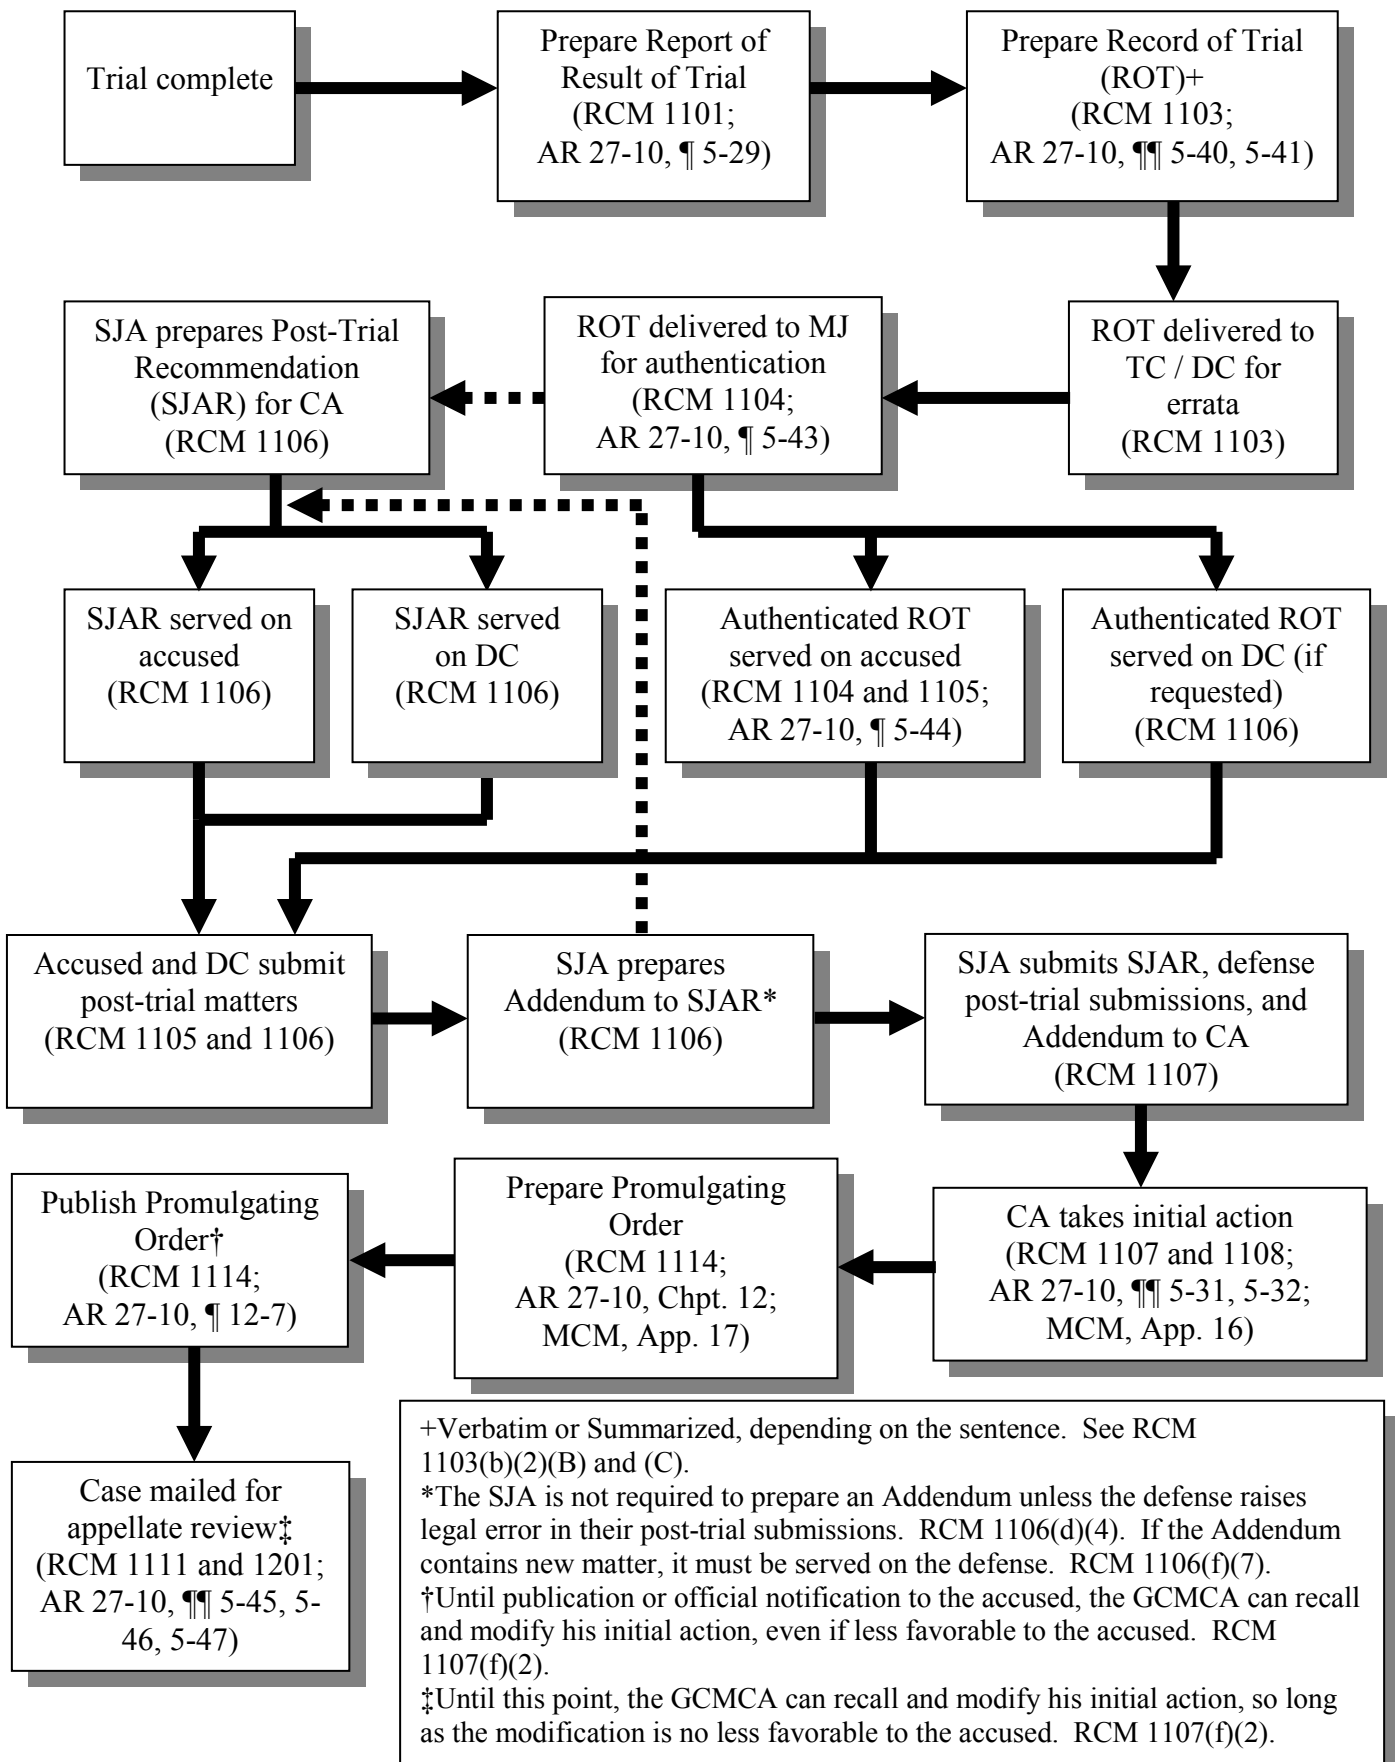 Trial complete
Prepare Report of
Result of Trial
(RCM 1101;
AR 27-10, ¶ 5-29)
Prepare Record of Trial
(ROT)+
(RCM 1103;
AR 27-10, ¶¶ 5-40, 5-41)
SJA prepares Post-Trial
Recommendation
(SJAR) for CA
(RCM 1106)
ROT delivered to MJ
for authentication
(RCM 1104;
AR 27-10, ¶ 5-43)
ROT delivered to
TC / DC for
errata
(RCM 1103)
SJAR served on
accused
(RCM 1106)
SJAR served
on DC
(RCM 1106)
Authenticated ROT
served on accused
(RCM 1104 and 1105;
AR 27-10, ¶ 5-44)
Authenticated ROT
served on DC (if
requested)
(RCM 1106)
Accused and DC submit
post-trial matters
(RCM 1105 and 1106)
SJA prepares
Addendum to SJAR*
(RCM 1106)
SJA submits SJAR, defense
post-trial submissions, and
Addendum to CA
(RCM 1107)
Publish Promulgating
Order†
(RCM 1114;
AR 27-10, ¶ 12-7)
Prepare Promulgating
Order
(RCM 1114;
AR 27-10, Chpt. 12;
MCM, App. 17)
CA takes initial action
(RCM 1107 and 1108;
AR 27-10, ¶¶ 5-31, 5-32;
MCM, App. 16)
Case mailed for
appellate review‡
(RCM 1111 and 1201;
AR 27-10, ¶¶ 5-45, 5-
46, 5-47)
+Verbatim or Summarized, depending on the sentence.  See RCM
1103(b)(2)(B) and (C).
*The SJA is not required to prepare an Addendum unless the defense raises
legal error in their post-trial submissions.  RCM 1106(d)(4).  If the Addendum
contains new matter, it must be served on the defense.  RCM 1106(f)(7).
†Until publication or official notification to the accused, the GCMCA can recall
and modify his initial action, even if less favorable to the accused.  RCM
1107(f)(2).
‡Until this point, the GCMCA can recall and modify his initial action, so long
as the modification is no less favorable to the accused.  RCM 1107(f)(2).